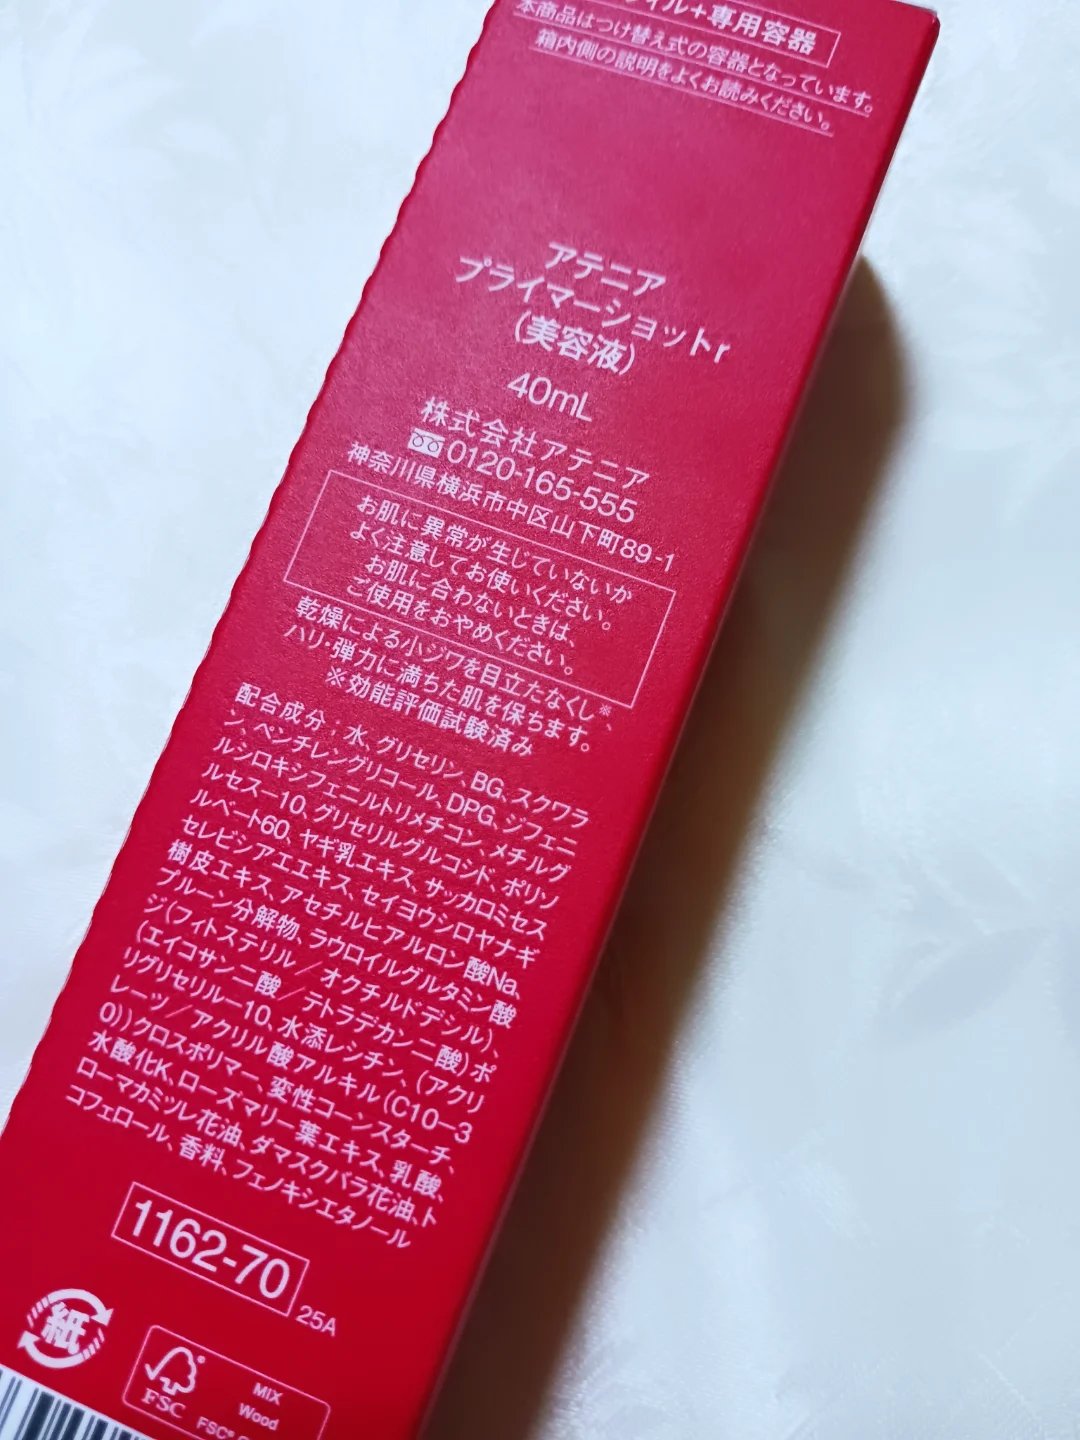 イル+専用容器
本商品はつけ替え式の容器となっています。
箱内側の説明をよくお読みください。
アテニア
プライマーショットr
(美容液)
40mL
株式会社アテニア
0120-165-555
神奈川県横浜市中区山下町89-1
お肌に異常が生じていないか
よく注意してお使いください。
お肌に合わないときは、
ご使用をおやめください。
乾燥による小ジワを目立たなくし※、
ハリ・弾力に満ちた肌を保ちます。
※効能評価試験済み
配合成分:水、グリセリン、BG、スクワラ
ン、ペンチレングリコール、DPG、ジフェニ
ルシロキシフェニルトリメチコン、メチルグ
ルセス-10、グリセリルグルコシド、ポリソ
ルベート60、ヤギ乳エキス、サッカロミセス
セレビシアエエキス、セイヨウシロヤナギ
樹皮エキス、アセチルヒアルロン酸Na、
プルーン分解物、ラウロイルグルタミン酸
ジ(フィトステリル/オクチルドデシル)、
(エイコサン二酸/テトラデカン二酸)ポ
リグリセリル-10、水添レシチン、(アクリ
レーツ/アクリル酸アルキル(C10-3
0))クロスポリマー、変性コーンスターチ、
水酸化K、ローズマリー葉エキス、乳酸、
ローマカミツレ花油、ダマスクバラ花油、ト
コフェロール、香料、フェノキシエタノール
1162-70
25A
紙
FSC
MIX
Wood
FSC®